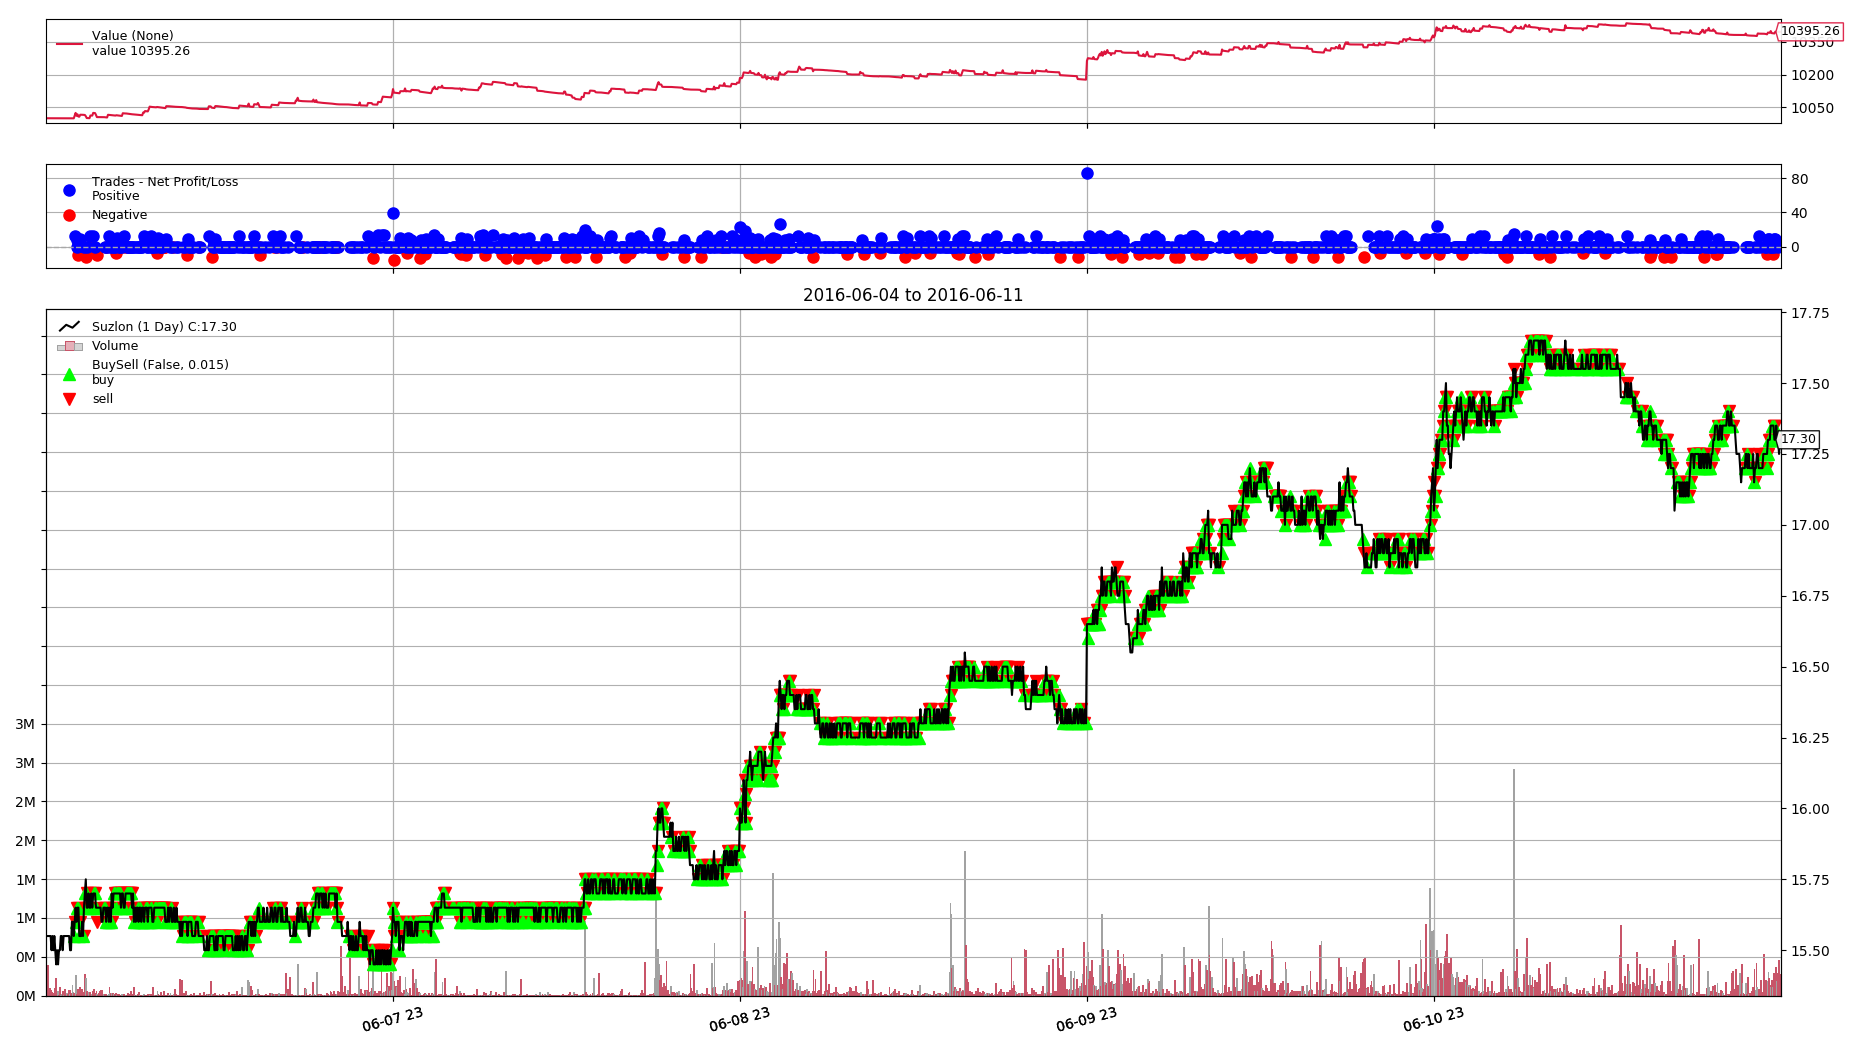 Value (None)
value 10395.26
10395.26
10350
10200
10050
Trades - Net Profit/Loss
Positive
Negative
80
40
0
2016-06-04 to 2016-06-11
Suzlon (1 Day) C:17.30
Volume
BuySell (False, 0.015)
buy
sell
17.75
17.50
17.30
17.25
17.00
16.75
16.50
16.25
16.00
15.75
15.50
3M
3M
2M
2M
1M
1M
0M
0M
06-07 23
06-08 23
06-09 23
06-10 23